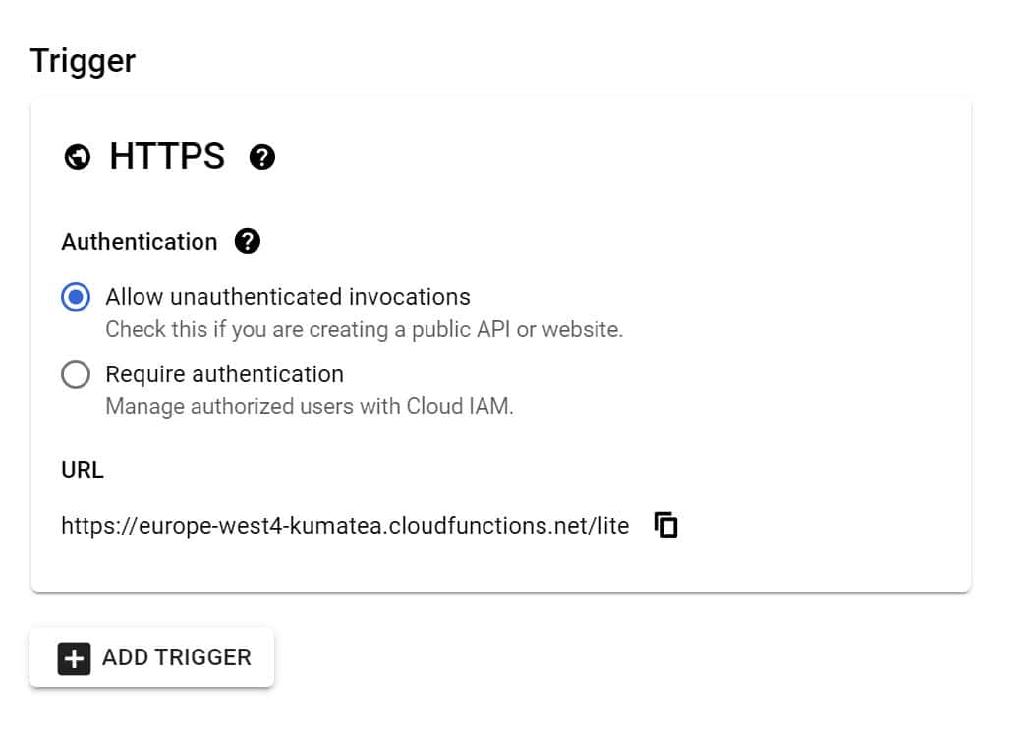 Trigger
HTTPS
Authentication
Allow unauthenticated invocations
Check this if you are creating a public API or website.
Require authentication
Manage authorized users with Cloud IAM.
URL
https://europe-west4-kumatea.cloudfunctions.net/lite
ADD TRIGGER